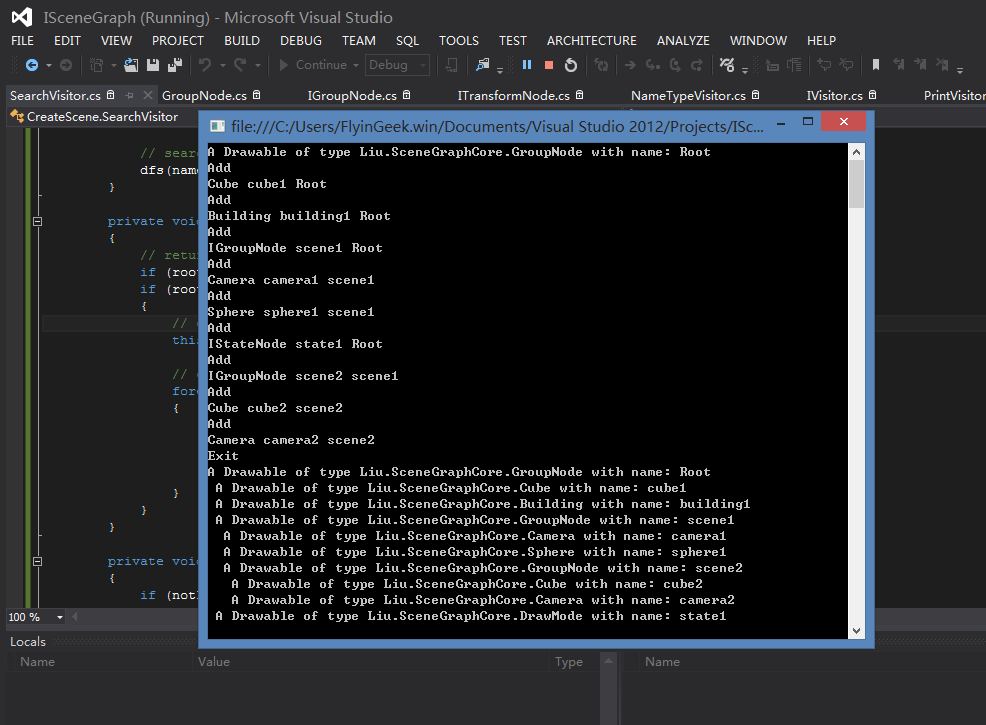 ISceneGraph (Running) - Microsoft Visual Studio
FILE EDIT VIEW PROJECT BUILD DEBUG TEAM SQL TOOLS TEST ARCHITECTURE ANALYZE WINDOW HELP
Continue Debug
SearchVisitor.cs GroupNode.cs IGroupNode.cs ITransformNode.cs NameTypeVisitor.cs IVisitor.cs PrintVisitor
CreateScene.SearchVisitor
file:///C:/Users/FlyinGeek.win/Documents/Visual Studio 2012/Projects/ISc...
A Drawable of type Liu.SceneGraphCore.GroupNode with name: Root
Add
Cube cube1 Root
Add
Building building1 Root
Add
IGroupNode scene1 Root
Add
Camera camera1 scene1
Add
Sphere sphere1 scene1
Add
IStateNode state1 Root
Add
IGroupNode scene2 scene1
Add
Cube cube2 scene2
Add
Camera camera2 scene2
Exit
A Drawable of type Liu.SceneGraphCore.GroupNode with name: Root
A Drawable of type Liu.SceneGraphCore.Cube with name: cube1
A Drawable of type Liu.SceneGraphCore.Building with name: building1
A Drawable of type Liu.SceneGraphCore.GroupNode with name: scene1
A Drawable of type Liu.SceneGraphCore.Camera with name: camera1
A Drawable of type Liu.SceneGraphCore.Sphere with name: sphere1
A Drawable of type Liu.SceneGraphCore.GroupNode with name: scene2
A Drawable of type Liu.SceneGraphCore.Cube with name: cube2
A Drawable of type Liu.SceneGraphCore.Camera with name: camera2
A Drawable of type Liu.SceneGraphCore.DrawMode with name: state1
// sear
dfs(nam
}
private voi
{
// retu
if (roo
if (roo
{
//
this
//
for
{
}
}
}
private voi
{
if (not
100 %
Locals
Name Value Type Name